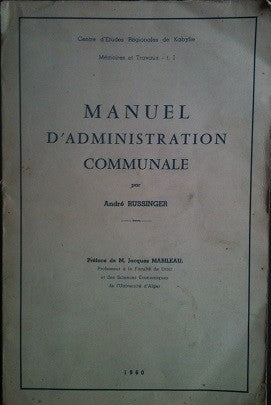 Centre d'Etudes Régionales de Kabylie
Mémoires et Travaux - t. I
MANUEL
D'ADMINISTRATION
COMMUNALE
par
André RUSSINGER
Préface de M. Jacques MAHLEAU,
Professeur à la Faculté de Droit
et des Sciences Economiques
de l'Université d'Alger
1960